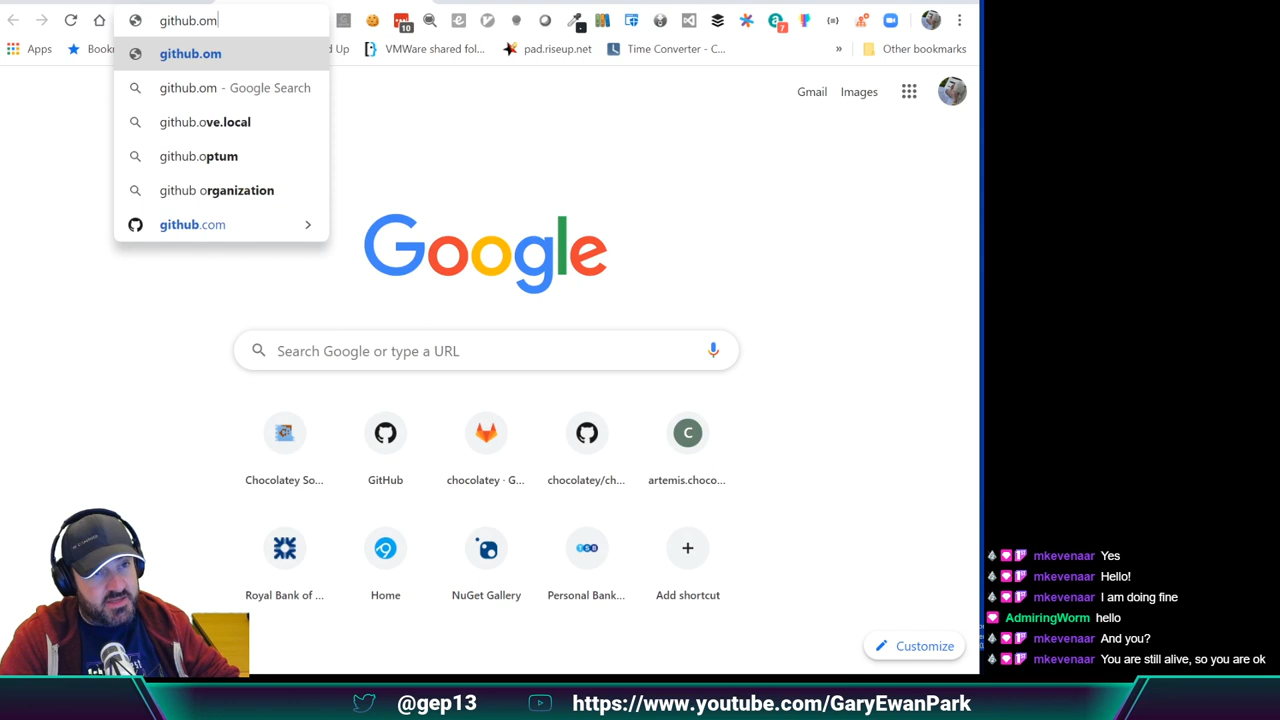 github.om
github.om
github.om - Google Search
github.ove.local
github.optum
github organization
github.com
10
7
Apps
Book
d Up
VMWare shared fol...
pad.riseup.net
Time Converter - C...
»
Other bookmarks
Gmail
Images
Google
Search Google or type a URL
Chocolatey So...
GitHub
chocolatey · G...
chocolatey/ch...
C
artemis.choco...
Royal Bank of ...
Home
NuGet Gallery
TSB
Personal Bank...
Add shortcut
Customize
mkevenaar Yes
mkevenaar Hello!
mkevenaar I am doing fine
AdmiringWorm hello
mkevenaar And you?
mkevenaar You are still alive, so you are ok
@gep13
https://www.youtube.com/GaryEwanPark